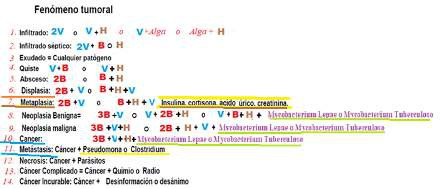 Fenómeno tumoral
1. Infiltrado: 2V o V + H o V +Alga o Alga + H
2. Infiltrado séptico: 2V + B o H
3 Exudado = Cualquier patógeno
4. Quiste V + B o V + H
5. Absceso: 2B o B + H
6. Displasia: 2B + V o B + H + V
7. Metaplasia: 2B + V o B + H + V Insulina, cortisona, acido úrico, creatinina.
8. Neoplasia Benigna= 3B + V o V + 2B + H o V + B + H + Mycobacterium Lepae o Mycobacterium Tuberculoso
9. Neoplasia maligna 3B + V + H o 2B + H + V + Mycobacterium Lepae o Mycobacterium Tuberculoso
10. Cáncer: 3B + V + H + Mycobacterium Lepae o Mycobacterium Tuberculoso
11. Metástasis: Cáncer + Pseudomona o Clostridium
12. Necrosis: Cáncer + Parásitos
13. Cáncer Complicado = Cáncer + Quimio o Radio
14. Cáncer Incurable: Cáncer + Desinformación o desánimo